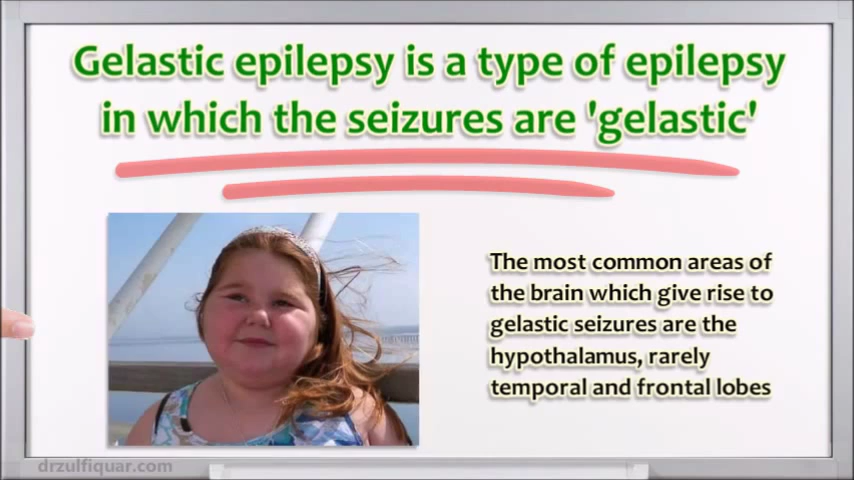 Gelastic epilepsy is a type of epilepsy
in which the seizures are 'gelastic'
The most common areas of
the brain which give rise to
gelastic seizures are the
hypothalamus, rarely
temporal and frontal lobes
drzulfiquar.com